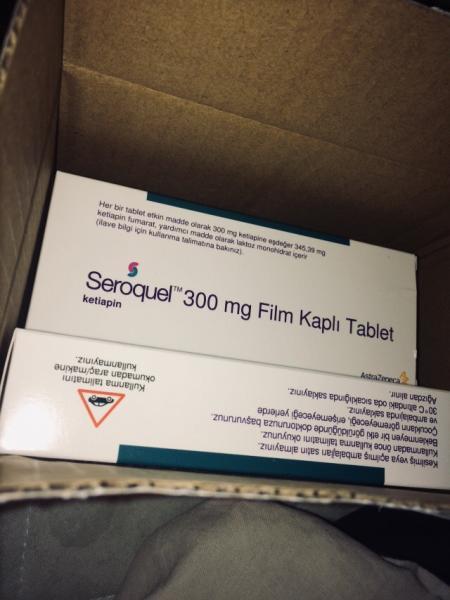 Her bir tablet etkin madde olarak 300 mg ketiapine eşdeğer 345,39 mg
ketiapin fumarat, yardımcı madde olarak laktoz monohidrat içerir
(ilave bilgi için kullanma talimatına bakınız).
Seroquel™ 300 mg Film Kaplı Tablet
ketiapin
AstraZeneca
Kesilmiş veya açılmış ambalajları satın almayınız.
Kullanmadan önce kullanma talimatını okuyunuz.
Beklenmeyen bir etki görüldüğünde doktorunuza başvurunuz.
Çocukların göremeyeceği, erişemeyeceği yerlerde
ve ambalajında saklayınız.
30°C altındaki oda sıcaklığında saklayınız.
Ağızdan alınır.
Kullanma talimatını
okumadan araç/makine
kullanmayınız.